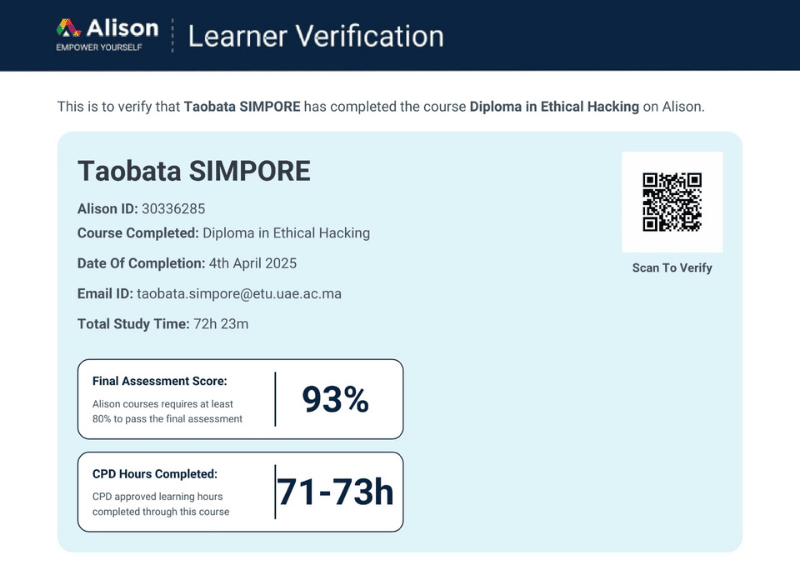 Alison
EMPOWER YOURSELF
Learner Verification
This is to verify that Taobata SIMPORE has completed the course Diploma in Ethical Hacking on Alison.
Taobata SIMPORE
Alison ID: 30336285
Course Completed: Diploma in Ethical Hacking
Date Of Completion: 4th April 2025
Email ID: taobata.simpore@etu.uae.ac.ma
Total Study Time: 72h 23m
Scan To Verify
Final Assessment Score:
Alison courses requires at least
80% to pass the final assessment
93%
CPD Hours Completed:
CPD approved learning hours
completed through this course
71-73h